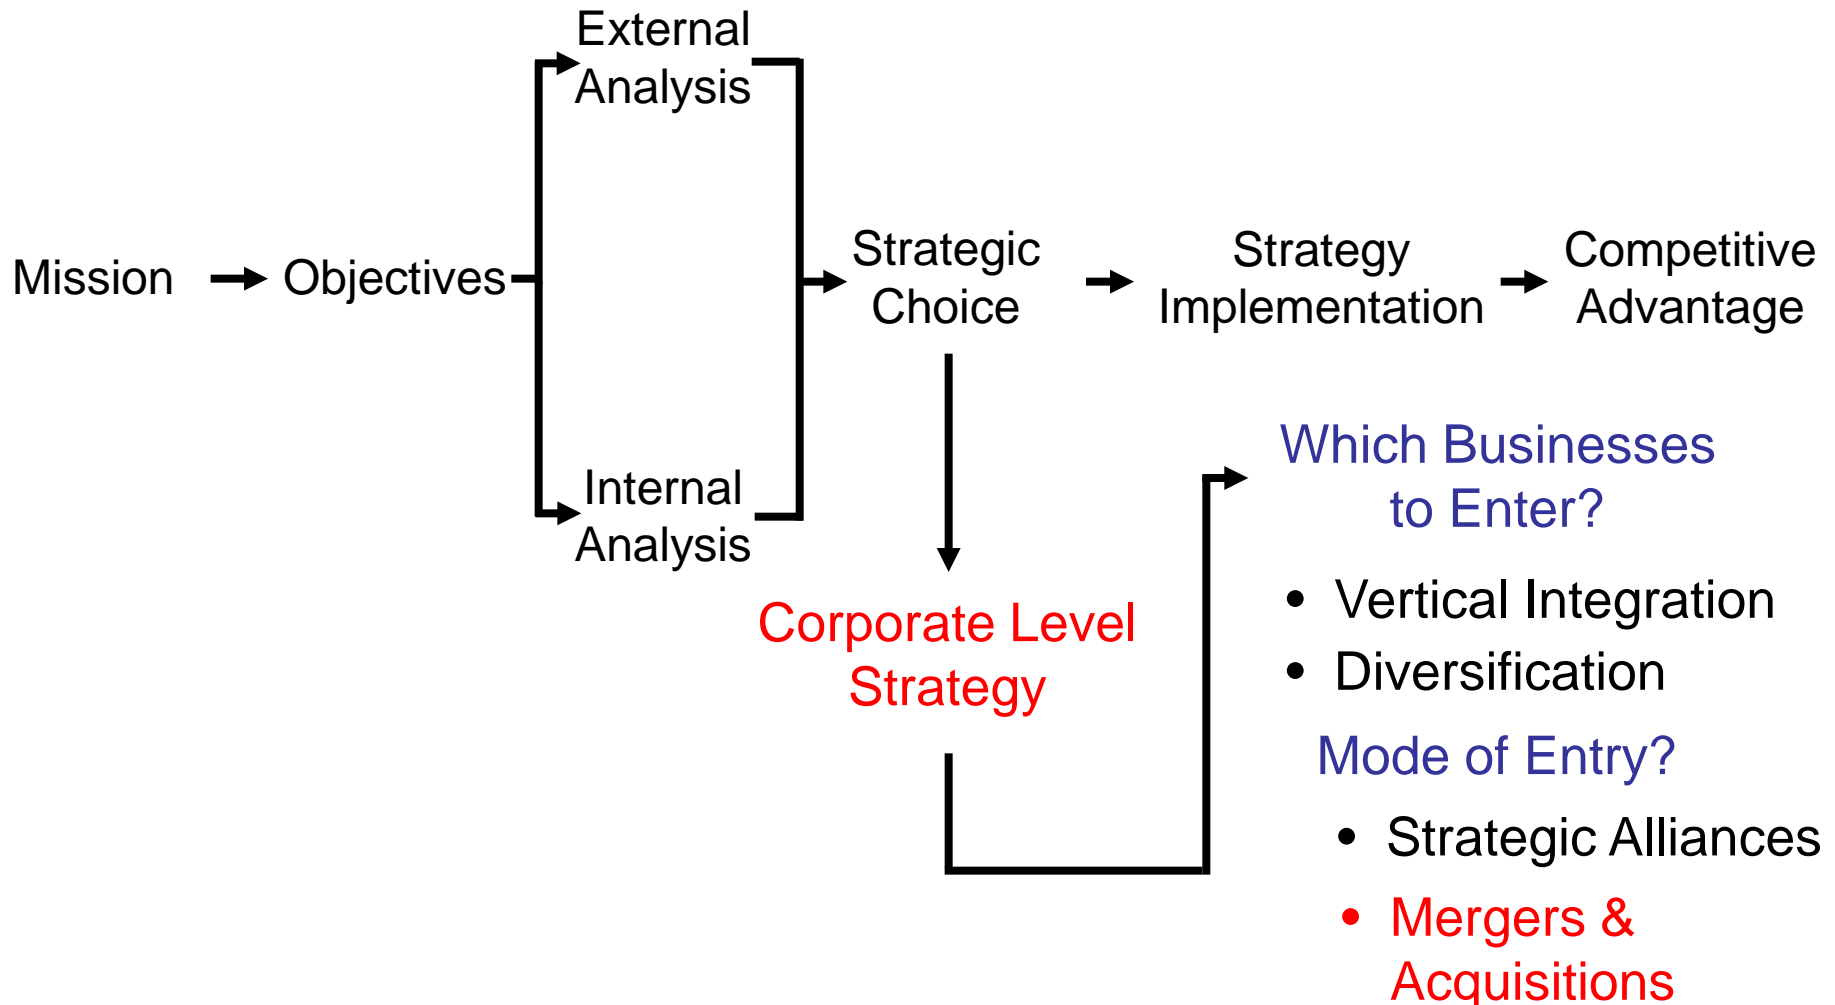 External
Analysis
Mission
Objectives
Strategic
Choice
Strategy
Implementation
Competitive
Advantage
Internal
Analysis
Corporate Level
Strategy
Which Businesses
to Enter?
• Vertical Integration
• Diversification
Mode of Entry?
• Strategic Alliances
• Mergers &
Acquisitions